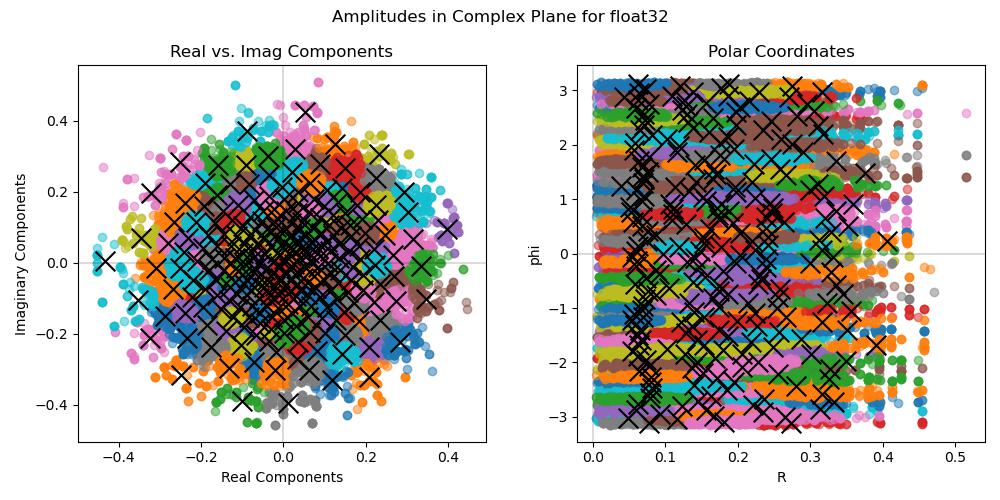 Amplitudes in Complex Plane for float32
Real vs. Imag Components
Imaginary Components
0.4
0.2
0.0
−0.2
−0.4
−0.4 −0.2 0.0 0.2 0.4
Real Components
Polar Coordinates
phi
3
2
1
0
−1
−2
−3
0.0 0.1 0.2 0.3 0.4 0.5
R